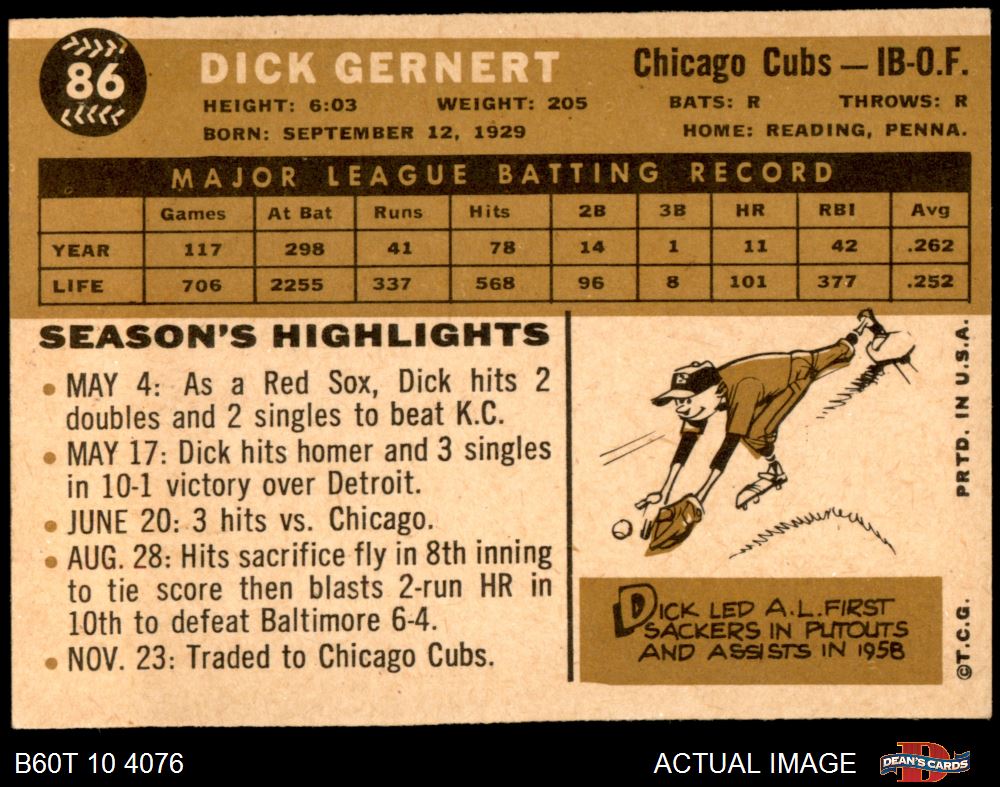 86
DICK GERNERT
Chicago Cubs — IB-O.F.
HEIGHT: 6:03 WEIGHT: 205 BATS: R THROWS: R
BORN: SEPTEMBER 12, 1929 HOME: READING, PENNA.
MAJOR LEAGUE BATTING RECORD
Games At Bat Runs Hits 2B 3B HR RBI Avg
YEAR 117 298 41 78 14 1 11 42 .262
LIFE 706 2255 337 568 96 8 101 377 .252
SEASON'S HIGHLIGHTS
• MAY 4: As a Red Sox, Dick hits 2
doubles and 2 singles to beat K.C.
• MAY 17: Dick hits homer and 3 singles
in 10-1 victory over Detroit.
• JUNE 20: 3 hits vs. Chicago.
• AUG. 28: Hits sacrifice fly in 8th inning
to tie score then blasts 2-run HR in
10th to defeat Baltimore 6-4.
• NOV. 23: Traded to Chicago Cubs.
DICK LED A.L. FIRST
SACKERS IN PUTOUTS
AND ASSISTS IN 1958
©T.C.G. PRTD. IN U.S.A.
B60T 10 4076
ACTUAL IMAGE
DEAN'S CARDS